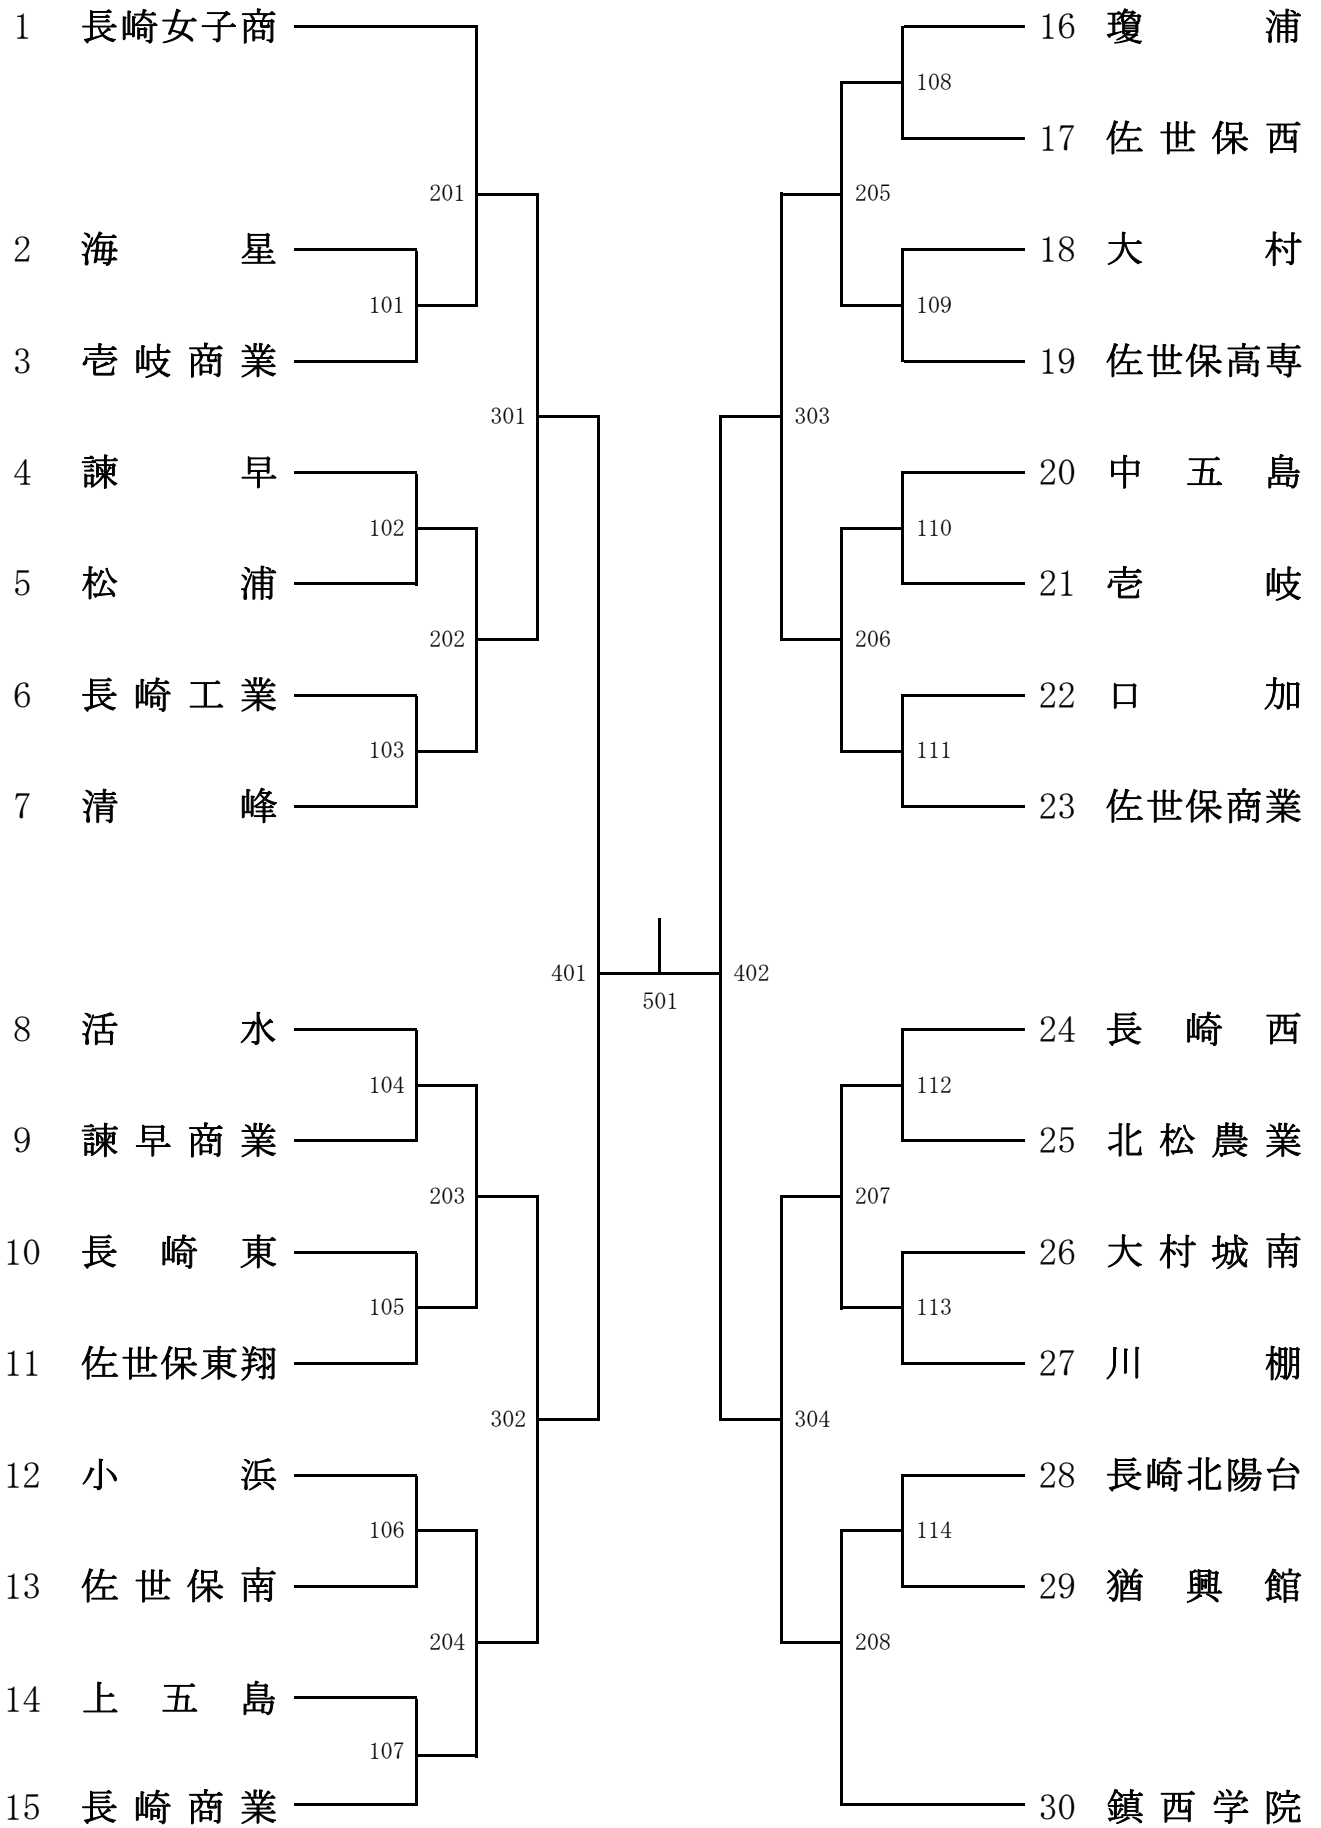 1 長崎女子商
2 海星
3 壱岐商業
4 諫早
5 松浦
6 長崎工業
7 清峰
8 活水
9 諫早商業
10 長崎東
11 佐世保東翔
12 小浜
13 佐世保南
14 上五島
15 長崎商業
101
102
103
104
105
106
107
201
202
203
204
301
302
401
501
402
303
304
205
206
207
208
108
109
110
111
112
113
114
16 瓊浦
17 佐世保西
18 大村
19 佐世保高専
20 中五島
21 壱岐
22 口加
23 佐世保商業
24 長崎西
25 北松農業
26 大村城南
27 川棚
28 長崎北陽台
29 猶興館
30 鎮西学院